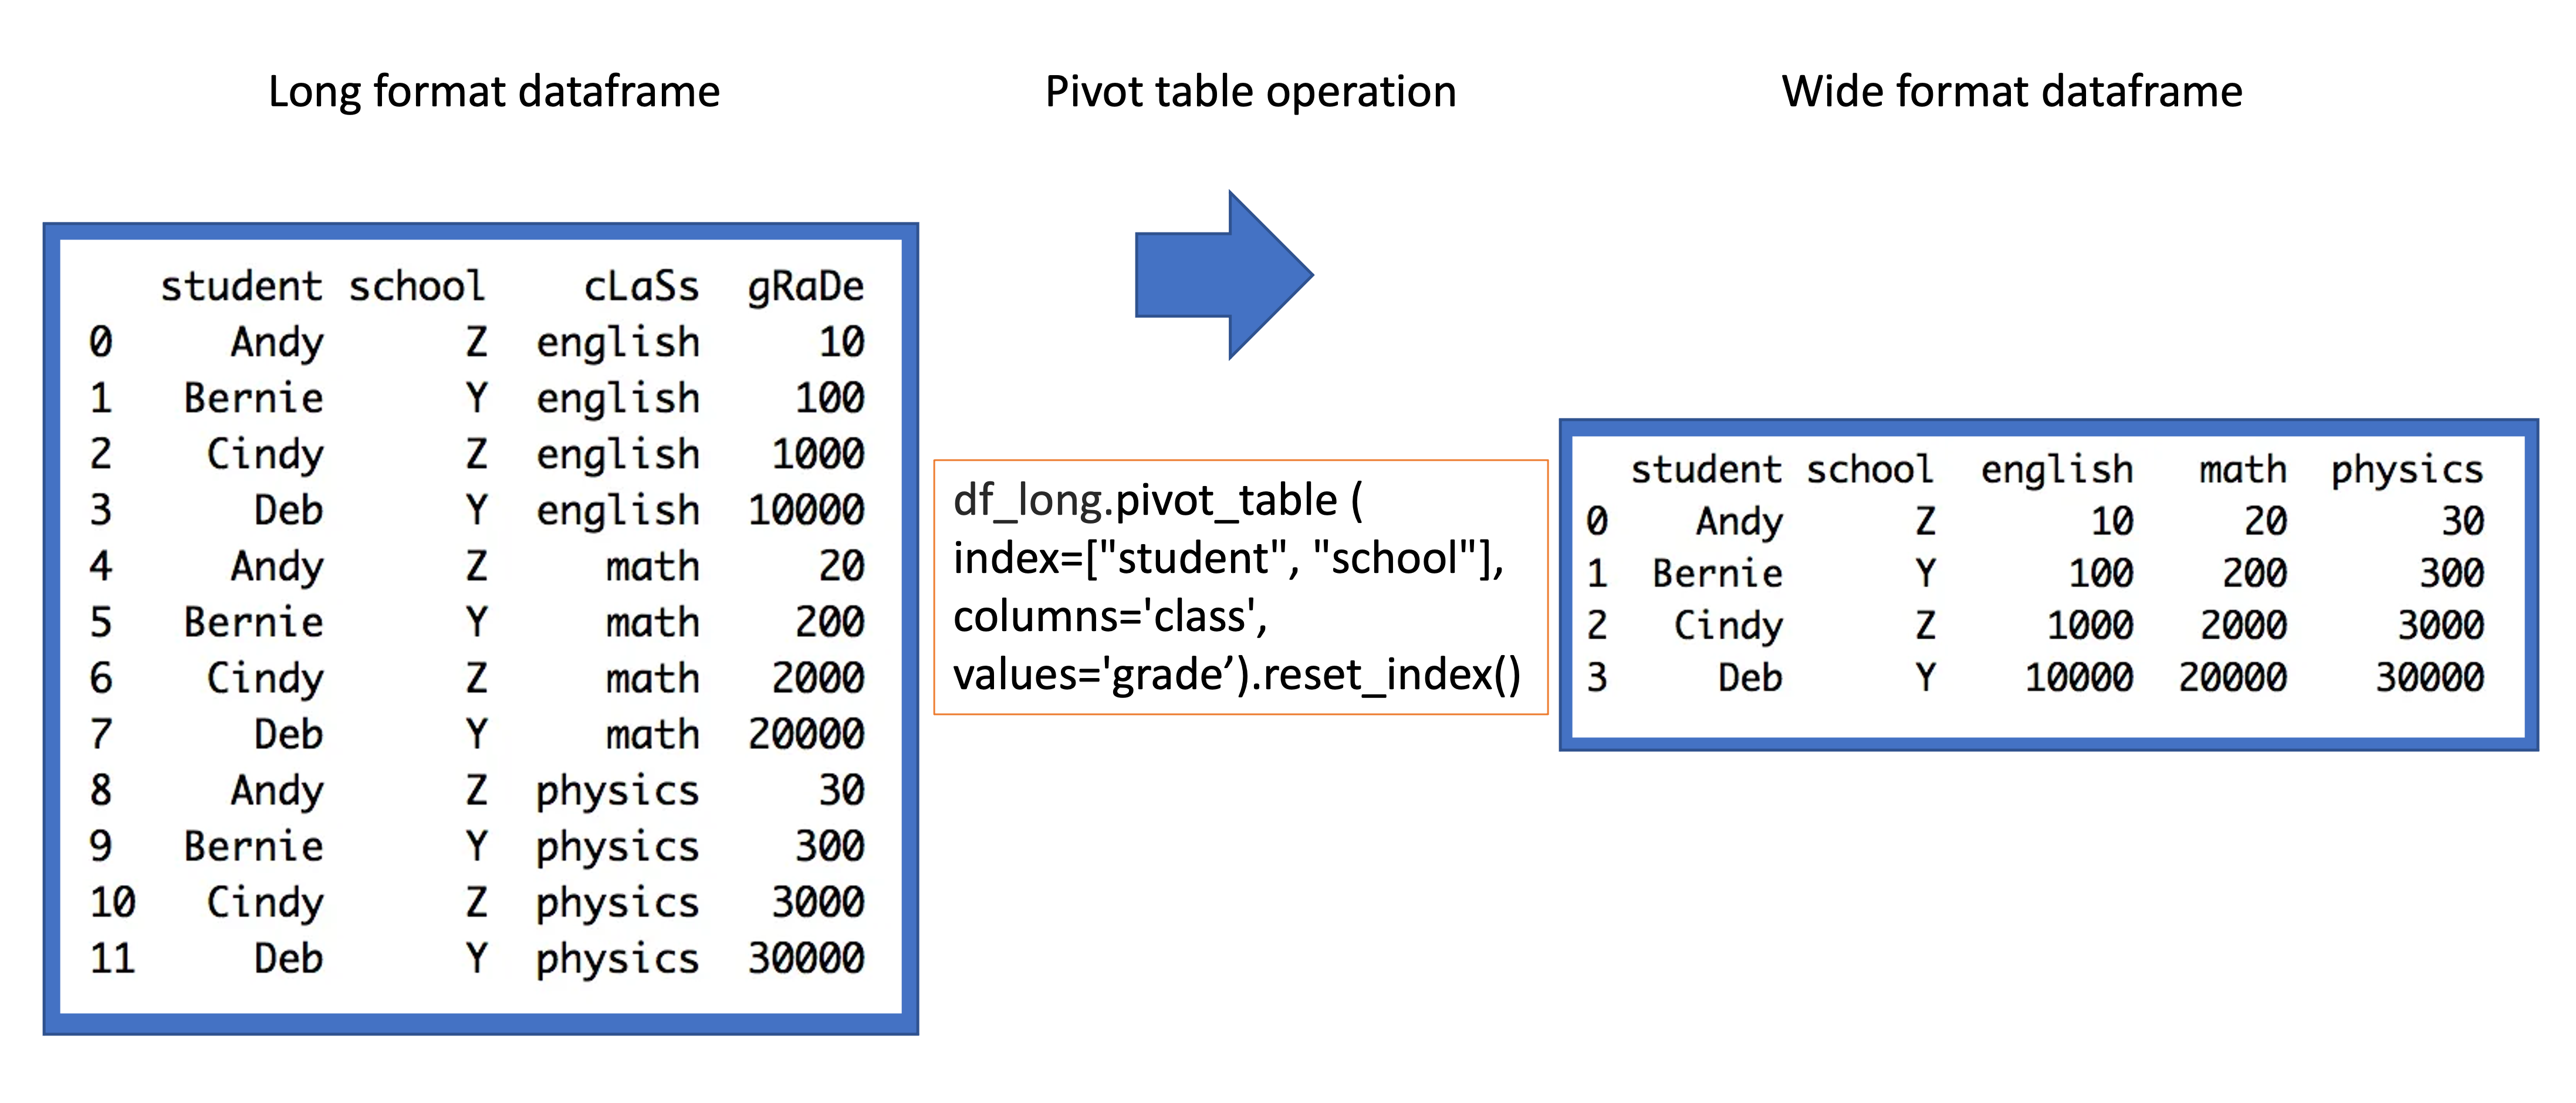 Long format dataframe
Pivot table operation
Wide format dataframe
student school cLaSs gRaDe
0 Andy Z english 10
1 Bernie Y english 100
2 Cindy Z english 1000
3 Deb Y english 10000
4 Andy Z math 20
5 Bernie Y math 200
6 Cindy Z math 2000
7 Deb Y math 20000
8 Andy Z physics 30
9 Bernie Y physics 300
10 Cindy Z physics 3000
11 Deb Y physics 30000
df_long.pivot_table (
index=["student", "school"],
columns='class',
values='grade’).reset_index()
student school english math physics
0 Andy Z 10 20 30
1 Bernie Y 100 200 300
2 Cindy Z 1000 2000 3000
3 Deb Y 10000 20000 30000